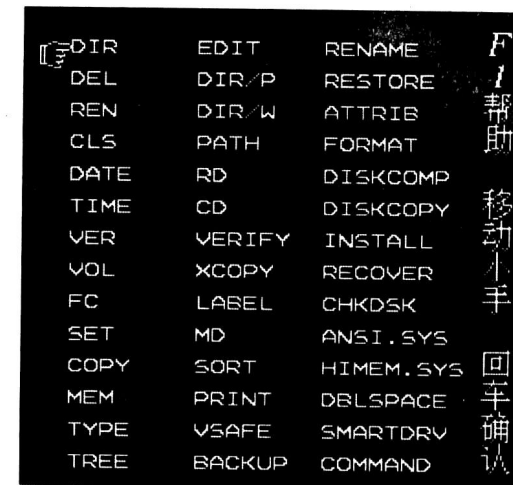 DIR EDIT RENAME
DEL DIR/P RESTORE
REN DIR/W ATTRIB
CLS PATH FORMAT
DATE RD DISKCOMP
TIME CD DISKCOPY
VER VERIFY INSTALL
VOL XCOPY RECOVER
FC LABEL CHKDSK
SET MD ANSI.SYS
COPY SORT HIMEM.SYS
MEM PRINT DBLSPACE
TYPE VSAFE SMARTDRV
TREE BACKUP COMMAND
F1帮助 移动小手 回车确认